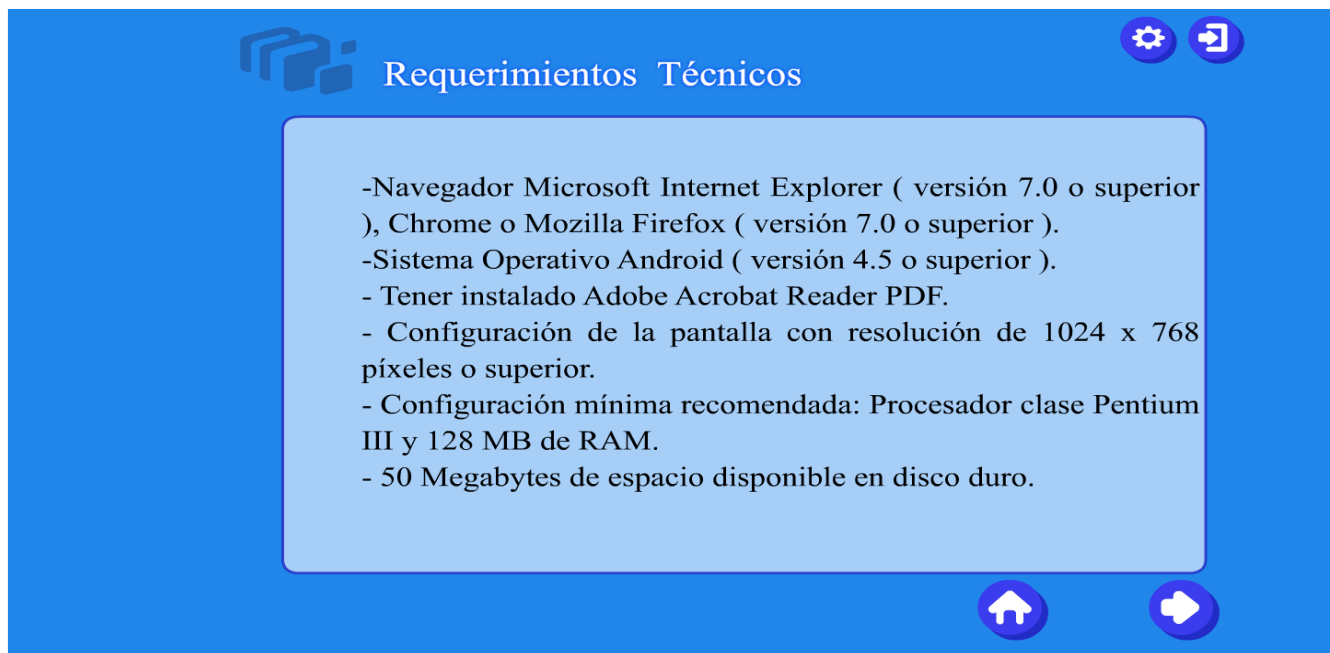 Requerimientos Técnicos
-Navegador Microsoft Internet Explorer ( versión 7.0 o superior
), Chrome o Mozilla Firefox ( versión 7.0 o superior ).
-Sistema Operativo Android ( versión 4.5 o superior ).
- Tener instalado Adobe Acrobat Reader PDF.
- Configuración de la pantalla con resolución de 1024 x 768
píxeles o superior.
- Configuración mínima recomendada: Procesador clase Pentium
III y 128 MB de RAM.
- 50 Megabytes de espacio disponible en disco duro.